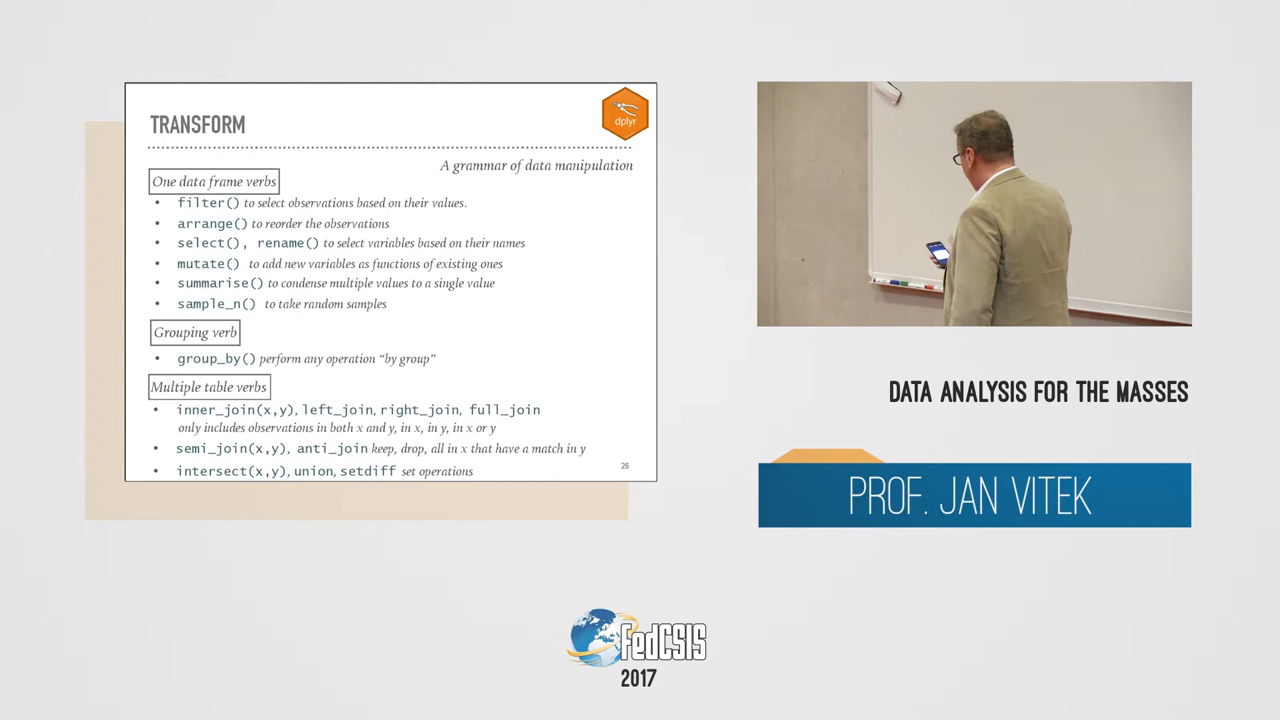 TRANSFORM
dplyr
A grammar of data manipulation
One data frame verbs
• filter() to select observations based on their values.
• arrange() to reorder the observations
• select(), rename() to select variables based on their names
• mutate() to add new variables as functions of existing ones
• summarise() to condense multiple values to a single value
• sample_n() to take random samples
Grouping verb
• group_by() perform any operation “by group”
Multiple table verbs
• inner_join(x,y), left_join, right_join, full_join
only includes observations in both x and y, in x, in y, in x or y
• semi_join(x,y), anti_join keep, drop, all in x that have a match in y
• intersect(x,y), union, setdiff set operations
26
DATA ANALYSIS FOR THE MASSES
PROF. JAN VITEK
FedCSIS
2017